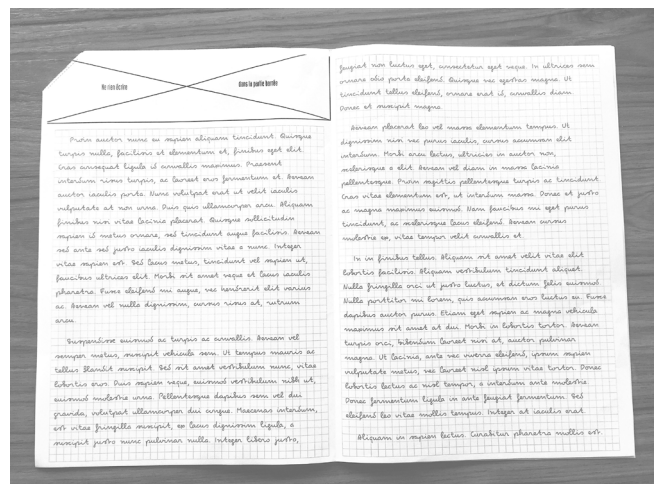 Ne rien écrire dans la partie barrée
Proin auctor nunc eu sapien aliquam tincidunt. Quisque
turpis nulla, facilisis et elementum et, finibus eget elit.
Cras consequat ligula id convallis maximus. Praesent
interdum risus turpis, ac laoreet eros fermentum et. Aenean
auctor iaculis porta. Nunc volutpat erat ut velit iaculis
vulputate at non urna. Duis quis ullamcorper arcu. Aliquam
finibus nisi vitae lacinia placerat. Quisque sollicitudin
sapien id metus ornare, sed tincidunt augue facilisis. Aenean
sed ante sed justo iaculis dignissim vitae a nunc. Integer
vitae sapien est. Sed lacus metus, tincidunt vel sapien ut,
faucibus ultrices elit. Morbi sit amet neque et lacus iaculis
pharetra. Fusce eleifend mi augue, nec hendrerit elit varius
ac. Aenean vel nulla dignissim, cursus risus at, rutrum
arcu.
Suspendisse euismod ac turpis ac convallis. Aenean vel
semper metus, suscipit vehicula sem. Ut tempus mauris ac
tellus blandit suscipit. Sed sit amet vestibulum nunc, vitae
lobortis eros. Duis sapien neque, euismod vestibulum nibh ut,
euismod molestie urna. Pellentesque dapibus sem vel dui
gravida, volutpat ullamcorper dui congue. Maecenas interdum,
est vitae fringilla suscipit, ex lacus dignissim ligula, a
suscipit justo nunc pulvinar nulla. Integer libero justo,
feugiat non luctus eget, consectetur eget neque. In ultrices sem
ornare odio porta eleifend. Quisque nec egestas magna. Ut
tincidunt tellus eleifend, ornare erat id, convallis diam.
Donec et suscipit magna.
Aenean placerat leo vel massa elementum tempus. Ut
dignissim nisi nec purus iaculis, cursus accumsan elit
interdum. Morbi arcu lectus, ultricies in auctor non,
scelerisque a elit. Aenean vel diam in massa lacinia
pellentesque. Proin sagittis pellentesque turpis ac tincidunt.
Cras vitae elementum est, ut interdum massa. Donec et justo
ac magna maximus euismod. Nam faucibus mi eget purus
tincidunt, ac scelerisque lacus eleifend. Aenean cursus
molestie ex, vitae tempor velit convallis et.
In in finibus tellus. Aliquam sit amet velit vitae elit
lobortis facilisis. Aliquam vestibulum tincidunt aliquet.
Nulla fringilla orci ut justo luctus, et dictum felis euismod.
Nulla porttitor mi lorem, quis accumsan eros luctus eu. Fusce
dapibus auctor purus. Etiam eget sapien ac magna vehicula
maximus sit amet at dui. Morbi in lobortis tortor. Aenean
turpis orci, bibendum laoreet nisi at, auctor pulvinar
magna. Ut lacinia, ante nec viverra eleifend, ipsum sapien
vulputate metus, nec laoreet nisl ipsum vitae tortor. Donec
lobortis lectus ac nisl tempor, a interdum ante molestie.
Donec fermentum ligula in ante feugiat fermentum. Sed
eleifend leo vitae mollis tempus. Integer at iaculis erat.
Aliquam in sapien lectus. Curabitur pharetra mollis est